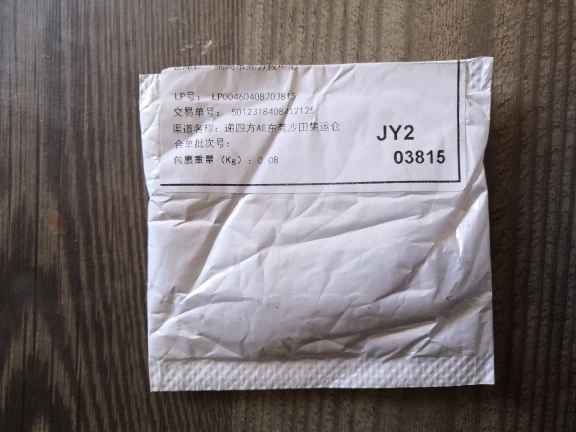 LP号: LP00460408703815
交易单号: 5012318408412125
渠道名称: 递四方AE东莞沙田集运仓
合单批次号:
包裹重量 (Kg): 0.08
JY2
03815